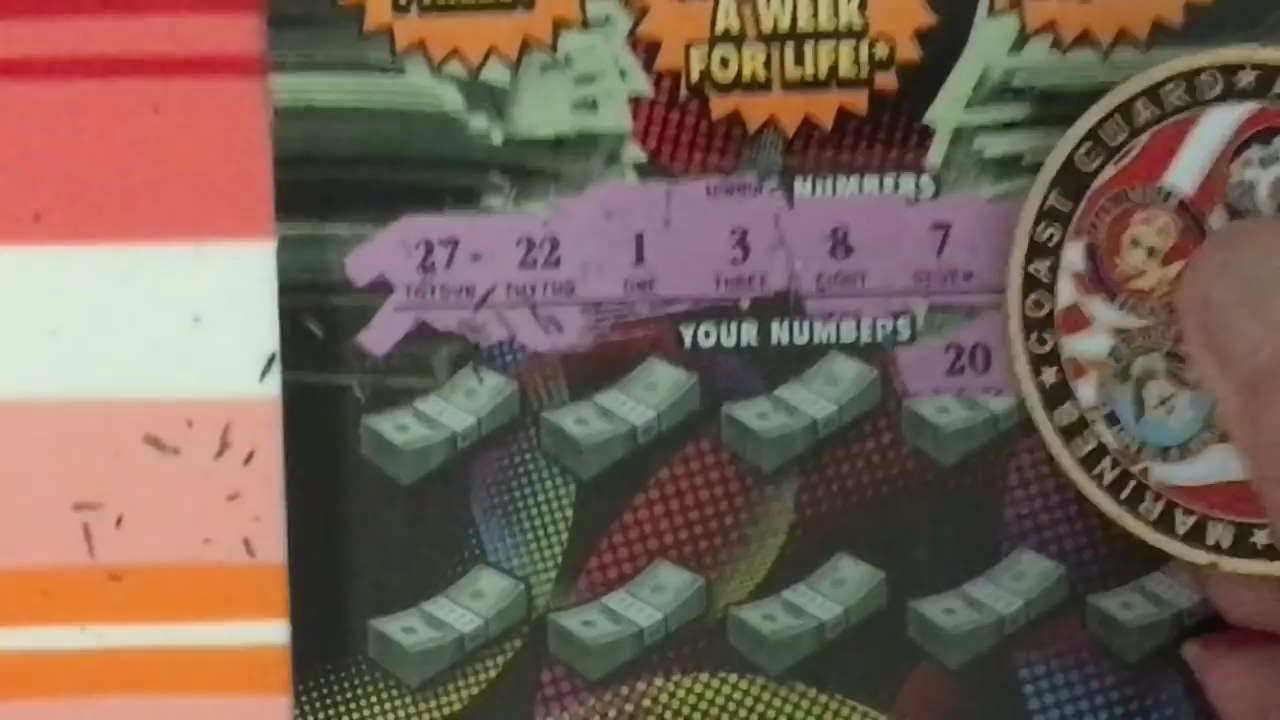 A WEEK
FOR LIFE!*
NUMBERS
27 22 1 3 8 7
ONE THREE EIGHT SEVEN
YOUR NUMBERS
20
COAST GUARD
MARINES